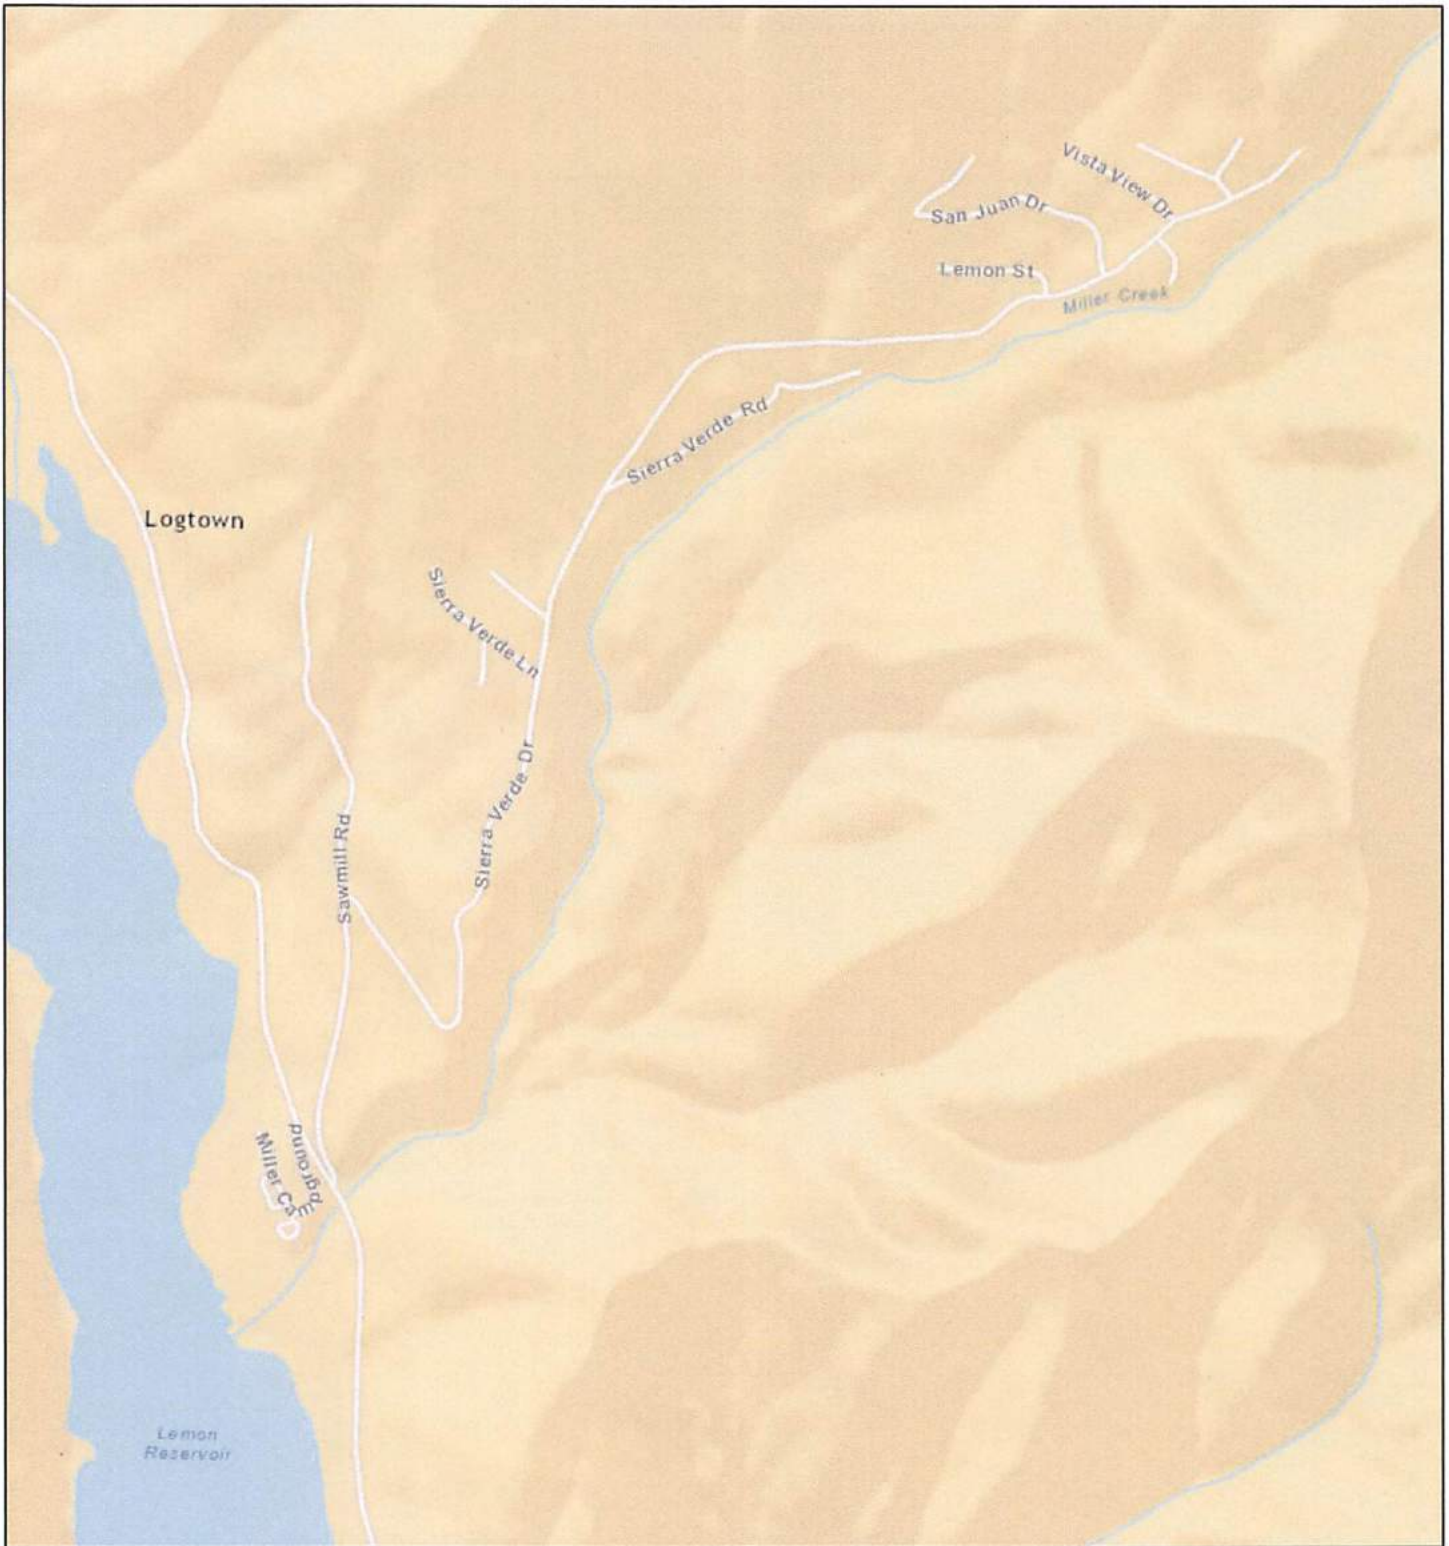 Vista View Dr
San Juan Dr
Lemon St
Miller Creek
Sierra Verde Rd
Logtown
Sierra Verde Ln
Sierra Verde Dr
Sawmill Rd
Miller Campground
Lemon
Reservoir